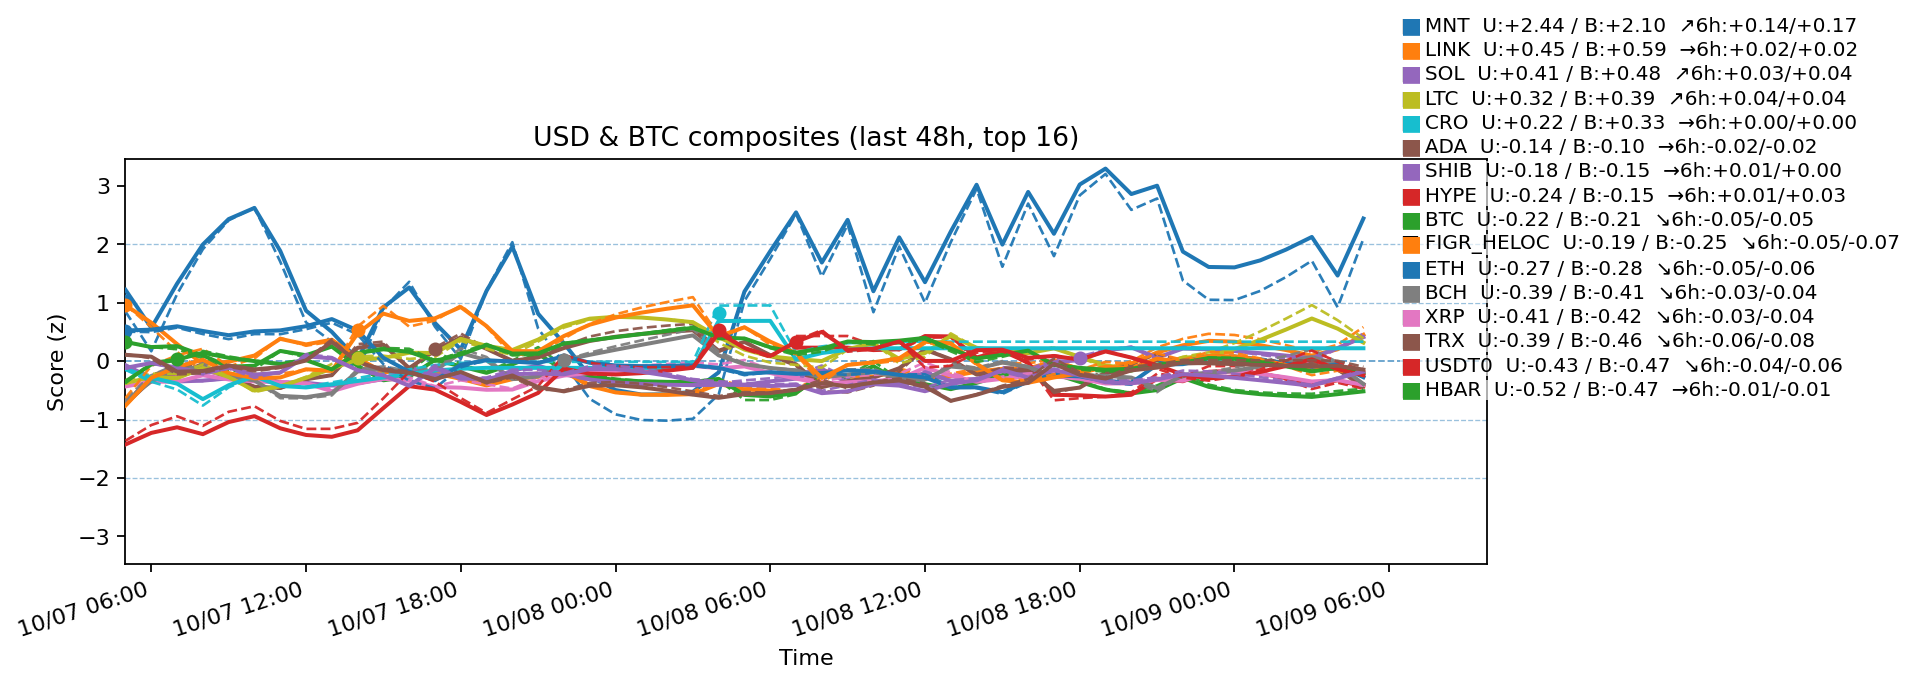 MNT  U:+2.44 / B:+2.10  ↗6h:+0.14/+0.17
LINK  U:+0.45 / B:+0.59  →6h:+0.02/+0.02
SOL  U:+0.41 / B:+0.48  ↗6h:+0.03/+0.04
LTC  U:+0.32 / B:+0.39  ↗6h:+0.04/+0.04
CRO  U:+0.22 / B:+0.33  →6h:+0.00/+0.00
ADA  U:-0.14 / B:-0.10  →6h:-0.02/-0.02
SHIB  U:-0.18 / B:-0.15  →6h:+0.01/+0.00
HYPE  U:-0.24 / B:-0.15  →6h:+0.01/+0.03
BTC  U:-0.22 / B:-0.21  ↘6h:-0.05/-0.05
FIGR_HELOC  U:-0.19 / B:-0.25  ↘6h:-0.05/-0.07
ETH  U:-0.27 / B:-0.28  ↘6h:-0.05/-0.06
BCH  U:-0.39 / B:-0.41  ↘6h:-0.03/-0.04
XRP  U:-0.41 / B:-0.42  ↘6h:-0.03/-0.04
TRX  U:-0.39 / B:-0.46  ↘6h:-0.06/-0.08
USDT0  U:-0.43 / B:-0.47  ↘6h:-0.04/-0.06
HBAR  U:-0.52 / B:-0.47  →6h:-0.01/-0.01
USD & BTC composites (last 48h, top 16)
Score (z)
3
2
1
0
−1
−2
−3
10/07 06:00
10/07 12:00
10/07 18:00
10/08 00:00
10/08 06:00
10/08 12:00
10/08 18:00
10/09 00:00
10/09 06:00
Time